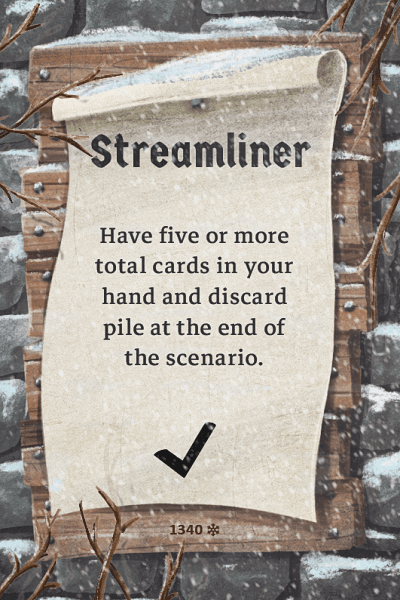 Streamliner
Have five or more
total cards in your
hand and discard
pile at the end of
the scenario.
1340